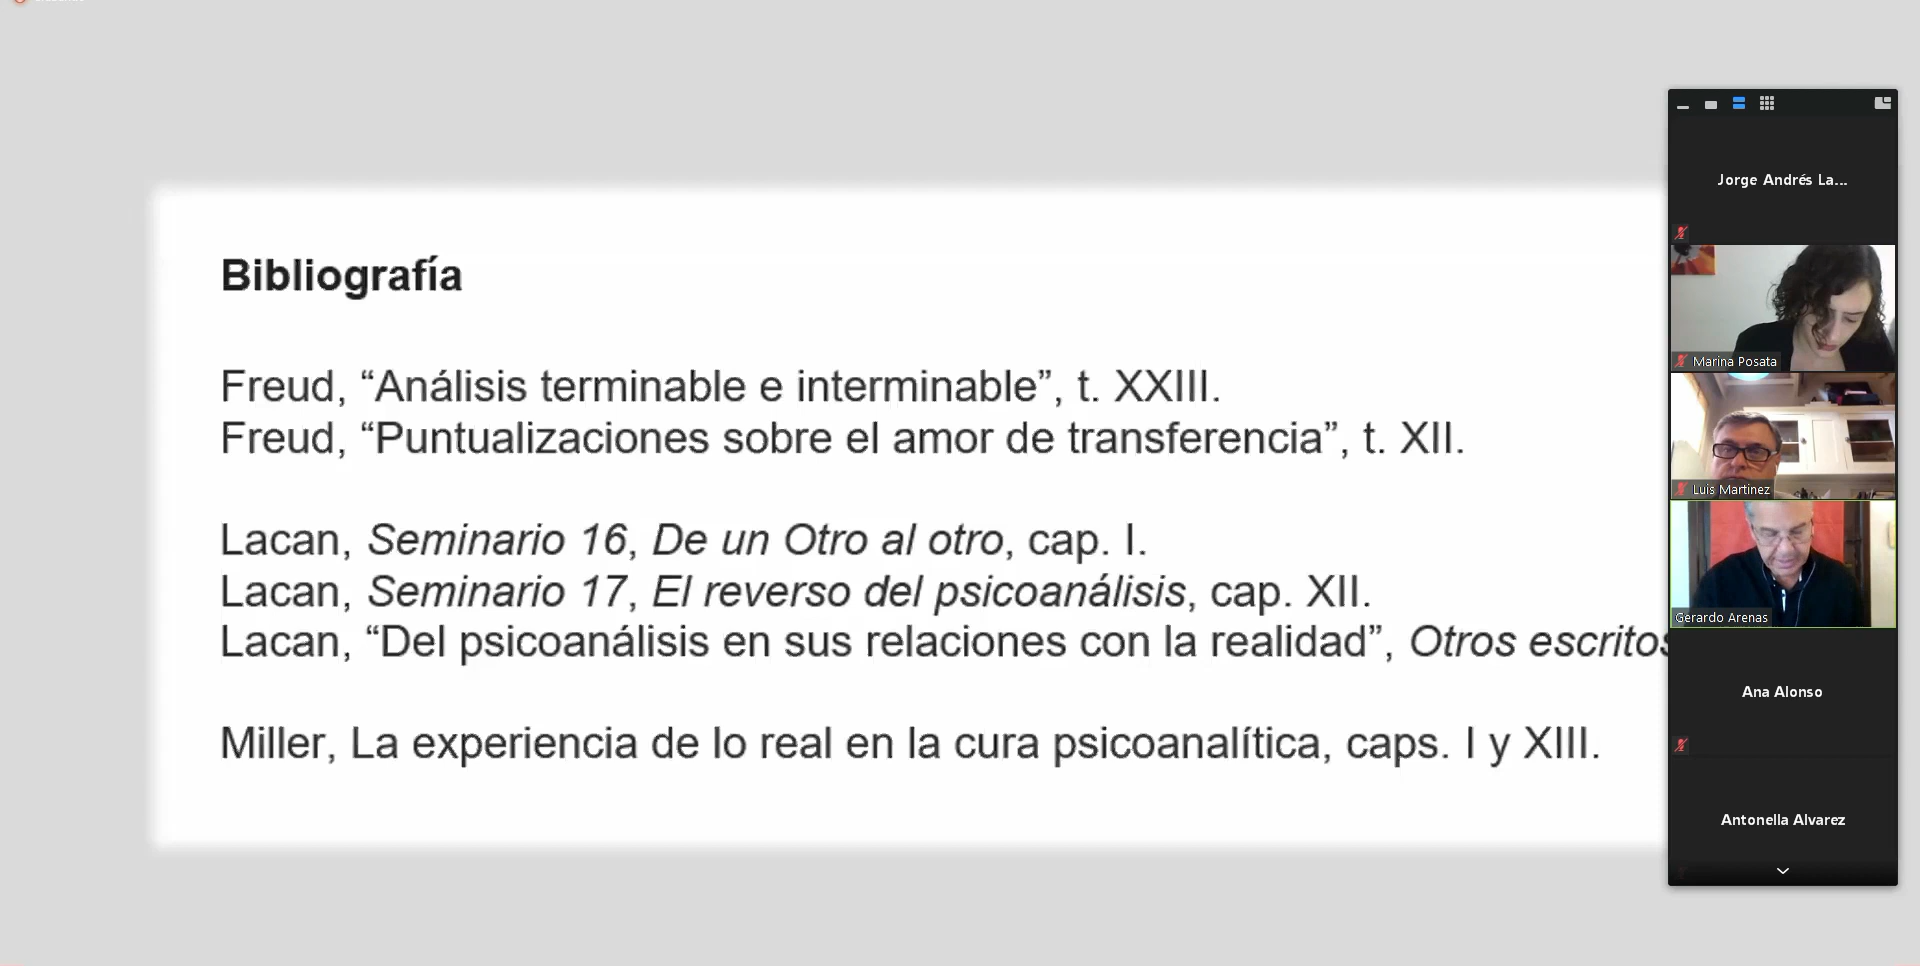 Bibliografía
Freud, “Análisis terminable e interminable”, t. XXIII.
Freud, “Puntualizaciones sobre el amor de transferencia”, t. XII.
Lacan, Seminario 16, De un Otro al otro, cap. I.
Lacan, Seminario 17, El reverso del psicoanálisis, cap. XII.
Lacan, “Del psicoanálisis en sus relaciones con la realidad”, Otros escritos
Miller, La experiencia de lo real en la cura psicoanalítica, caps. I y XIII.
Jorge Andrés La...
Marina Posata
Luis Martinez
Gerardo Arenas
Ana Alonso
Antonella Alvarez